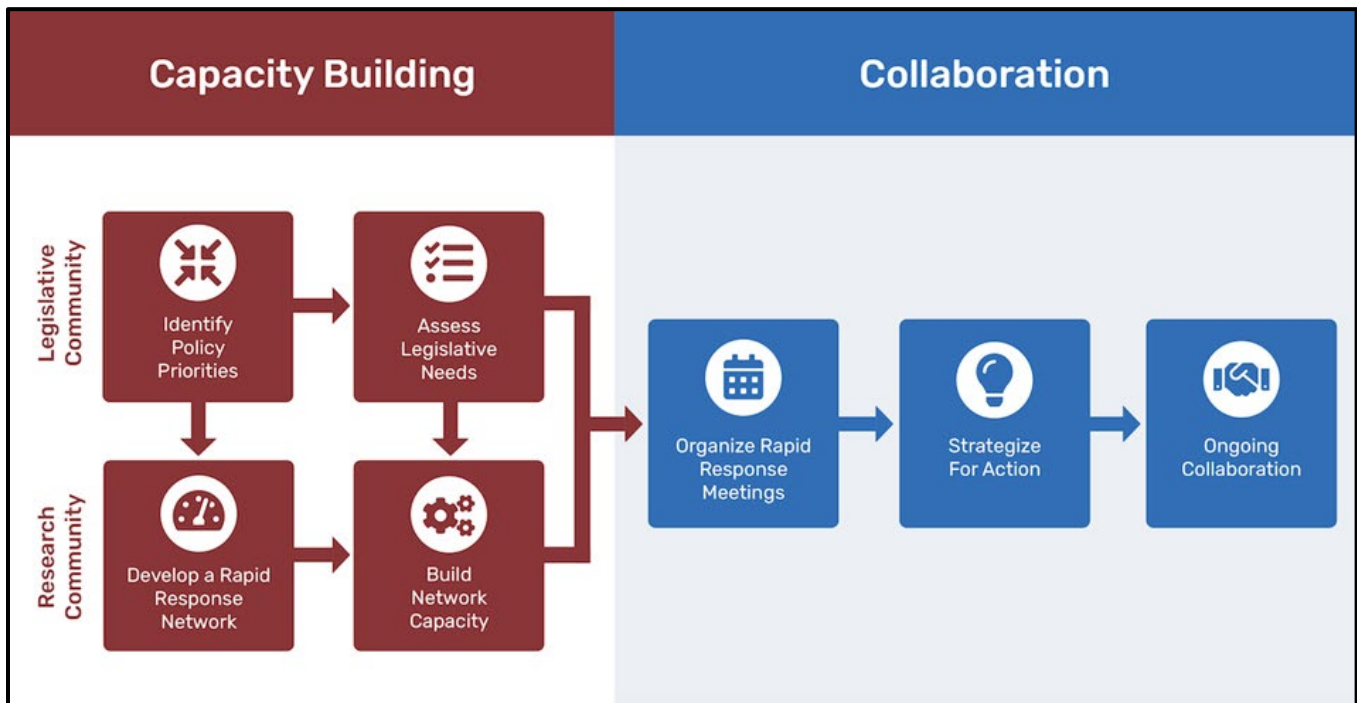 Capacity Building
Collaboration
Legislative
Community
Identify
Policy
Priorities
Assess
Legislative
Needs
Organize Rapid
Response
Meetings
Strategize
For Action
Ongoing
Collaboration
Research
Community
Develop a Rapid
Response
Network
Build
Network
Capacity